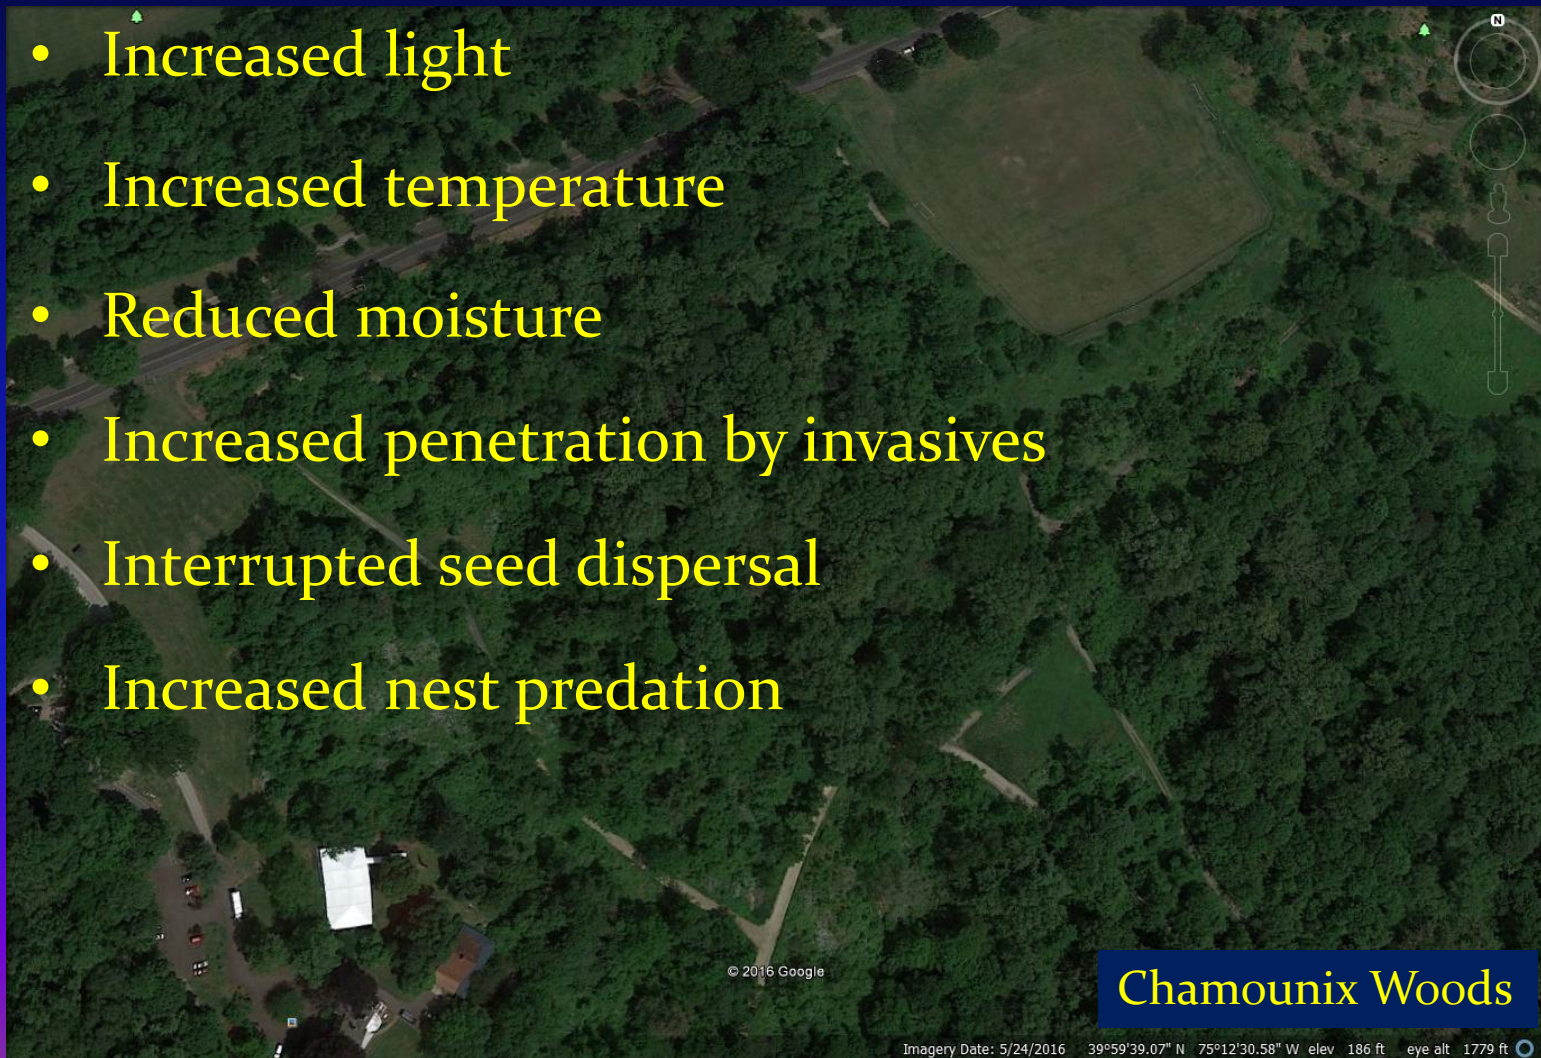 • Increased light
• Increased temperature
• Reduced moisture
• Increased penetration by invasives
• Interrupted seed dispersal
• Increased nest predation
N
© 2016 Google
Chamounix Woods
Imagery Date: 5/24/2016 39°59'39.07" N 75°12'30.58" W elev 186 ft eye alt 1779 ft